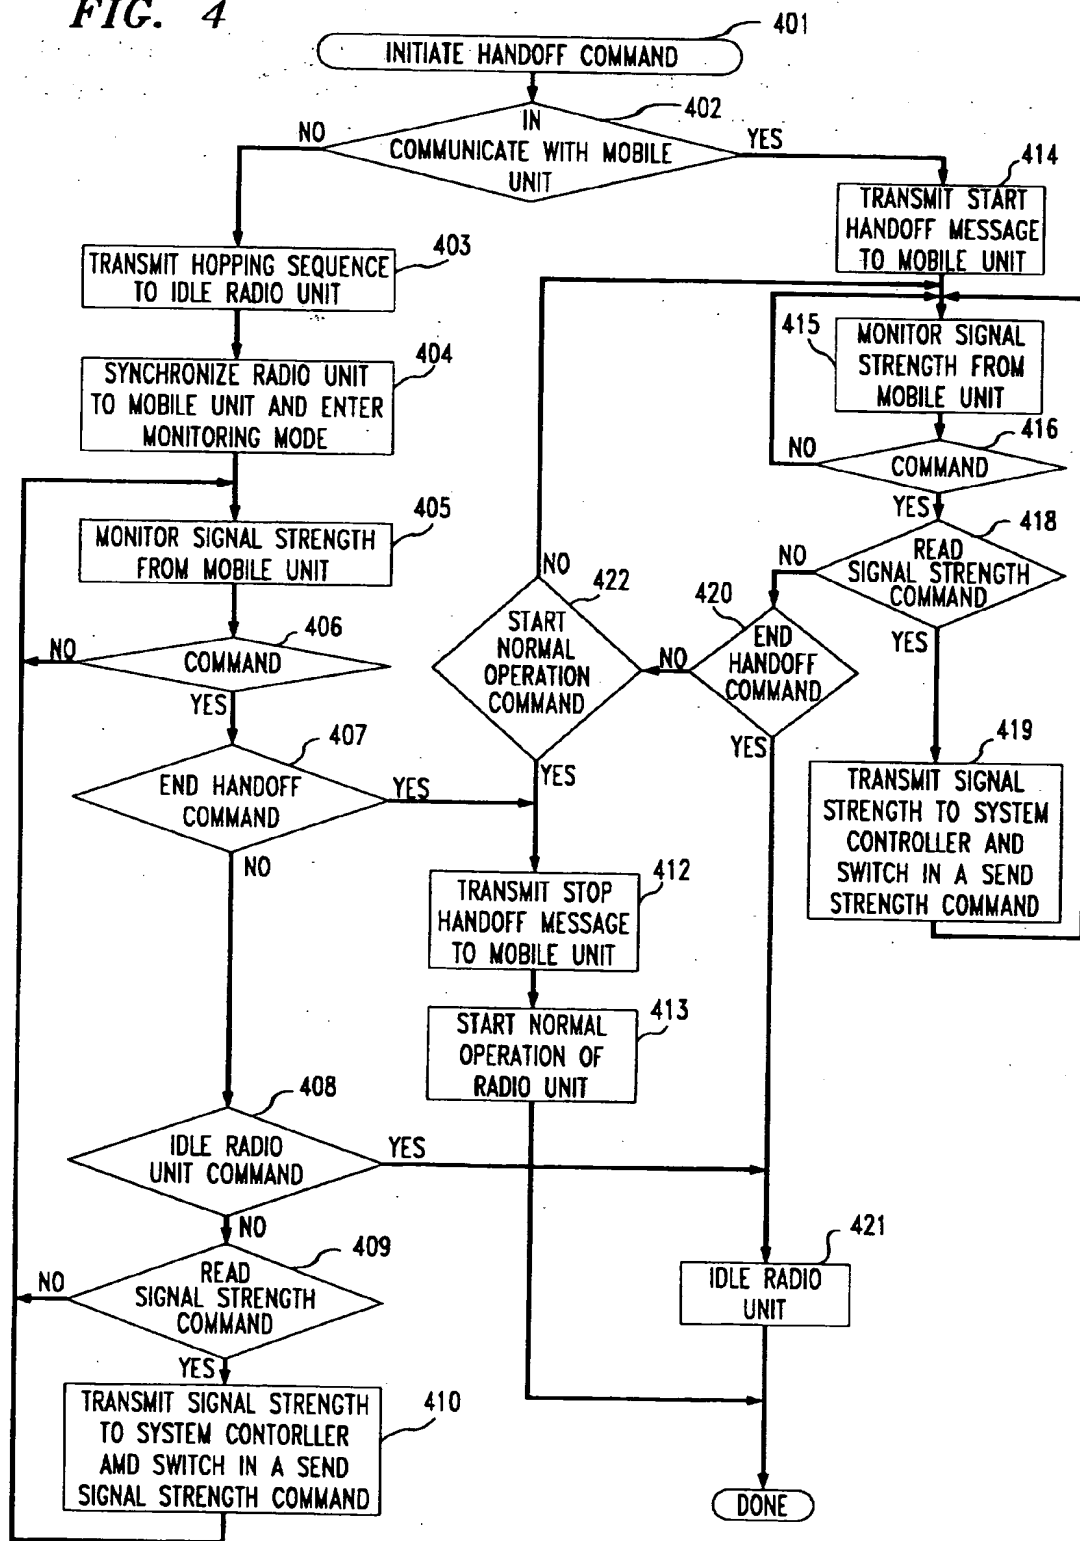 FIG. 4
401
INITIATE HANDOFF COMMAND
402
IN
COMMUNICATE WITH MOBILE
UNIT
NO
YES
414
TRANSMIT START
HANDOFF MESSAGE
TO MOBILE UNIT
403
TRANSMIT HOPPING SEQUENCE
TO IDLE RADIO UNIT
404
SYNCHRONIZE RADIO UNIT
TO MOBILE UNIT AND ENTER
MONITORING MODE
415
MONITOR SIGNAL
STRENGTH FROM
MOBILE UNIT
416
COMMAND
NO
YES
405
MONITOR SIGNAL STRENGTH
FROM MOBILE UNIT
418
READ
SIGNAL STRENGTH
COMMAND
NO
YES
406
COMMAND
NO
YES
422
START
NORMAL
OPERATION
COMMAND
NO
YES
420
END
HANDOFF
COMMAND
NO
YES
407
END HANDOFF
COMMAND
YES
NO
419
TRANSMIT SIGNAL
STRENGTH TO SYSTEM
CONTROLLER AND
SWITCH IN A SEND
STRENGTH COMMAND
412
TRANSMIT STOP
HANDOFF MESSAGE
TO MOBILE UNIT
413
START NORMAL
OPERATION OF
RADIO UNIT
408
IDLE RADIO
UNIT COMMAND
YES
NO
409
READ
SIGNAL STRENGTH
COMMAND
NO
YES
421
IDLE RADIO
UNIT
410
TRANSMIT SIGNAL STRENGTH
TO SYSTEM CONTORLLER
AMD SWITCH IN A SEND
SIGNAL STRENGTH COMMAND
DONE